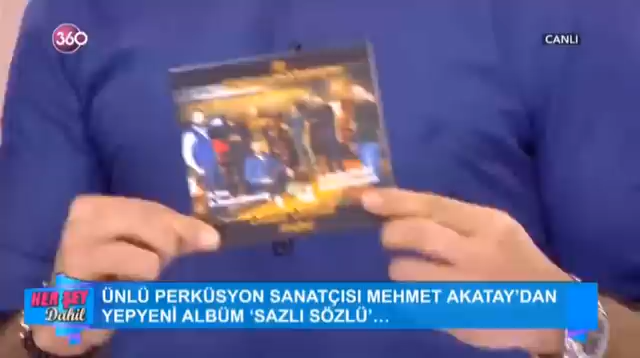 360
CANLI
HER ŞEY
Dahil
ÜNLÜ PERKÜSYON SANATÇISI MEHMET AKATAY'DAN
YEPYENİ ALBÜM 'SAZLI SÖZLÜ'...